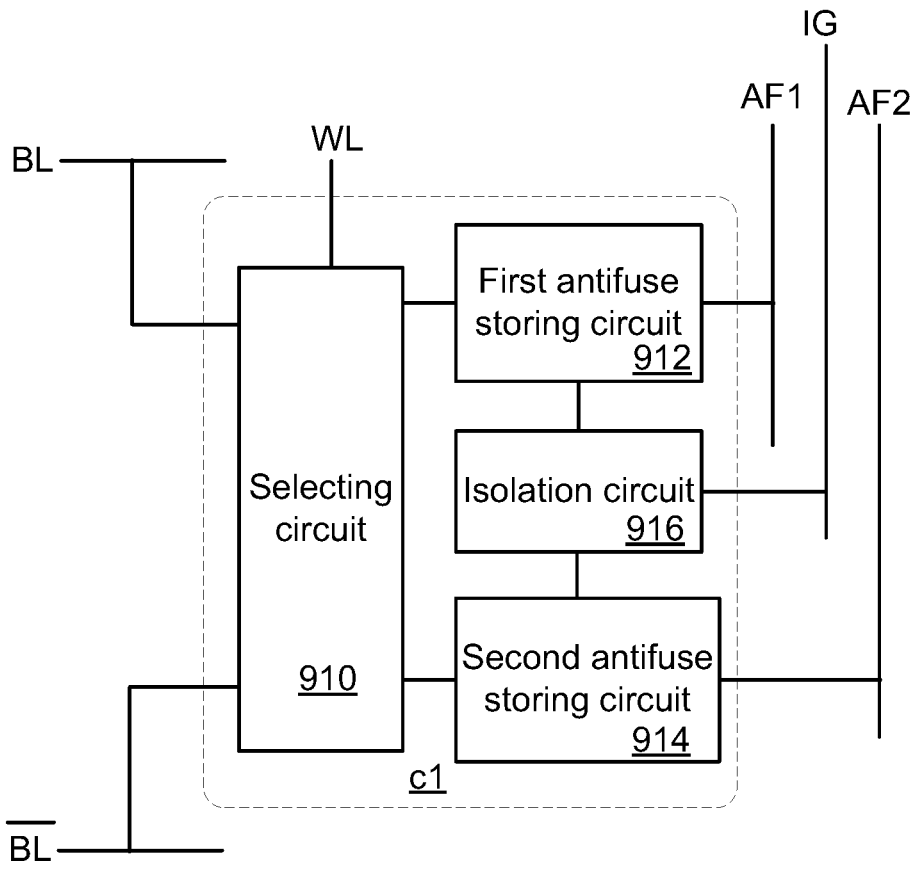 IG
AF1
AF2
WL
BL
First antifuse
storing circuit
912
Selecting
circuit
910
Isolation circuit
916
Second antifuse
storing circuit
914
c1
B̅L̅